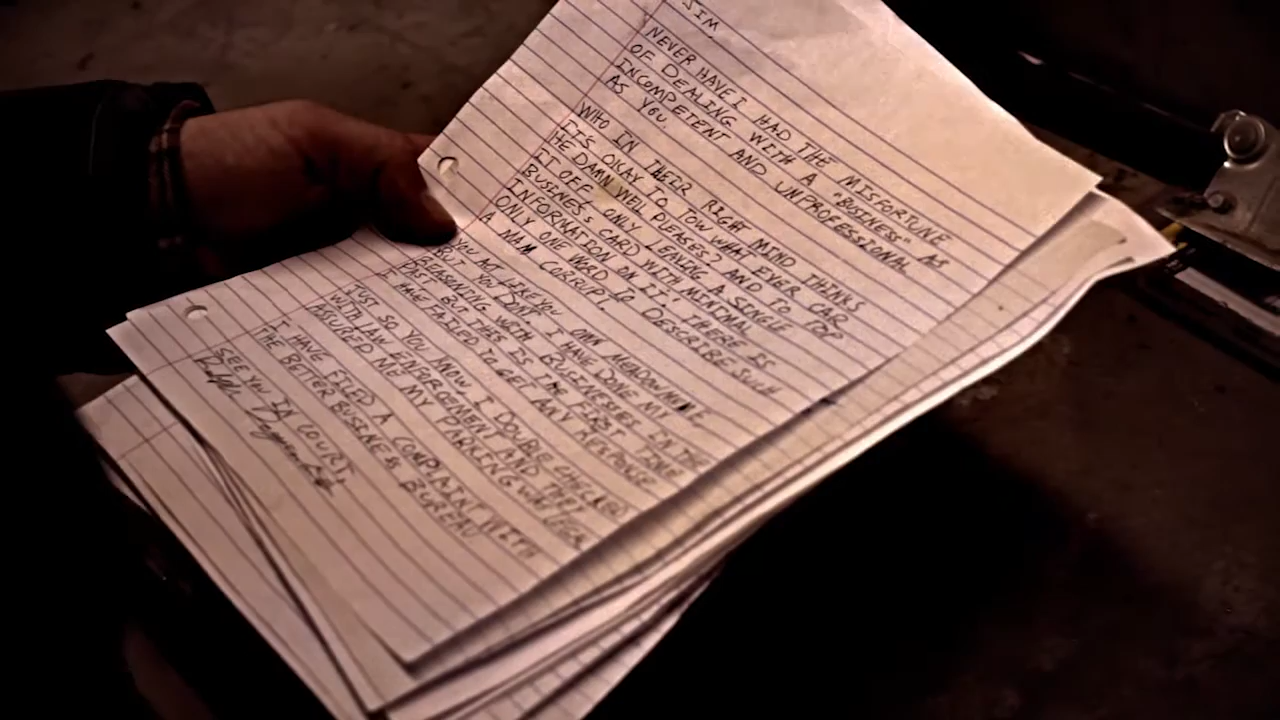 JIM
NEVER HAVE I HAD THE MISFORTUNE
OF DEALING WITH A "BUSINESS" AS
INCOMPETENT AND UNPROFESSIONAL
AS YOU.
WHO IN THEIR RIGHT MIND THINKS
ITS OKAY TO TOW WHAT EVER CAR
HE DAMN WELL PLEASES? AND TO TOP
IT OFF ONLY LEAVING A SINGLE
BUSINESS CARD WITH MINIMAL
INFORMATION ON IT. THERE IS
ONLY ONE WORD TO DESCRIBE SUCH
A MAN CORRUPT.
YOU ACT LIKE YOU OWN MEADOWMINE
BUT YOU DON'T I HAVE DONE MY
REASONING WITH BUSINESSES IN THE
PAST BUT THIS IS THE FIRST TIME
I HAVE FAILED TO GET ANY RESPONCE
JUST SO YOU KNOW, I DOUBLE CHECKED
WITH LAW ENFORCEMENT AND THEY
ASSURED ME MY PARKING WAS LEGAL
I HAVE FILED A COMPLAINT WITH
THE BETTER BUSINESS BUREAU
SEE YOU IN COURT,